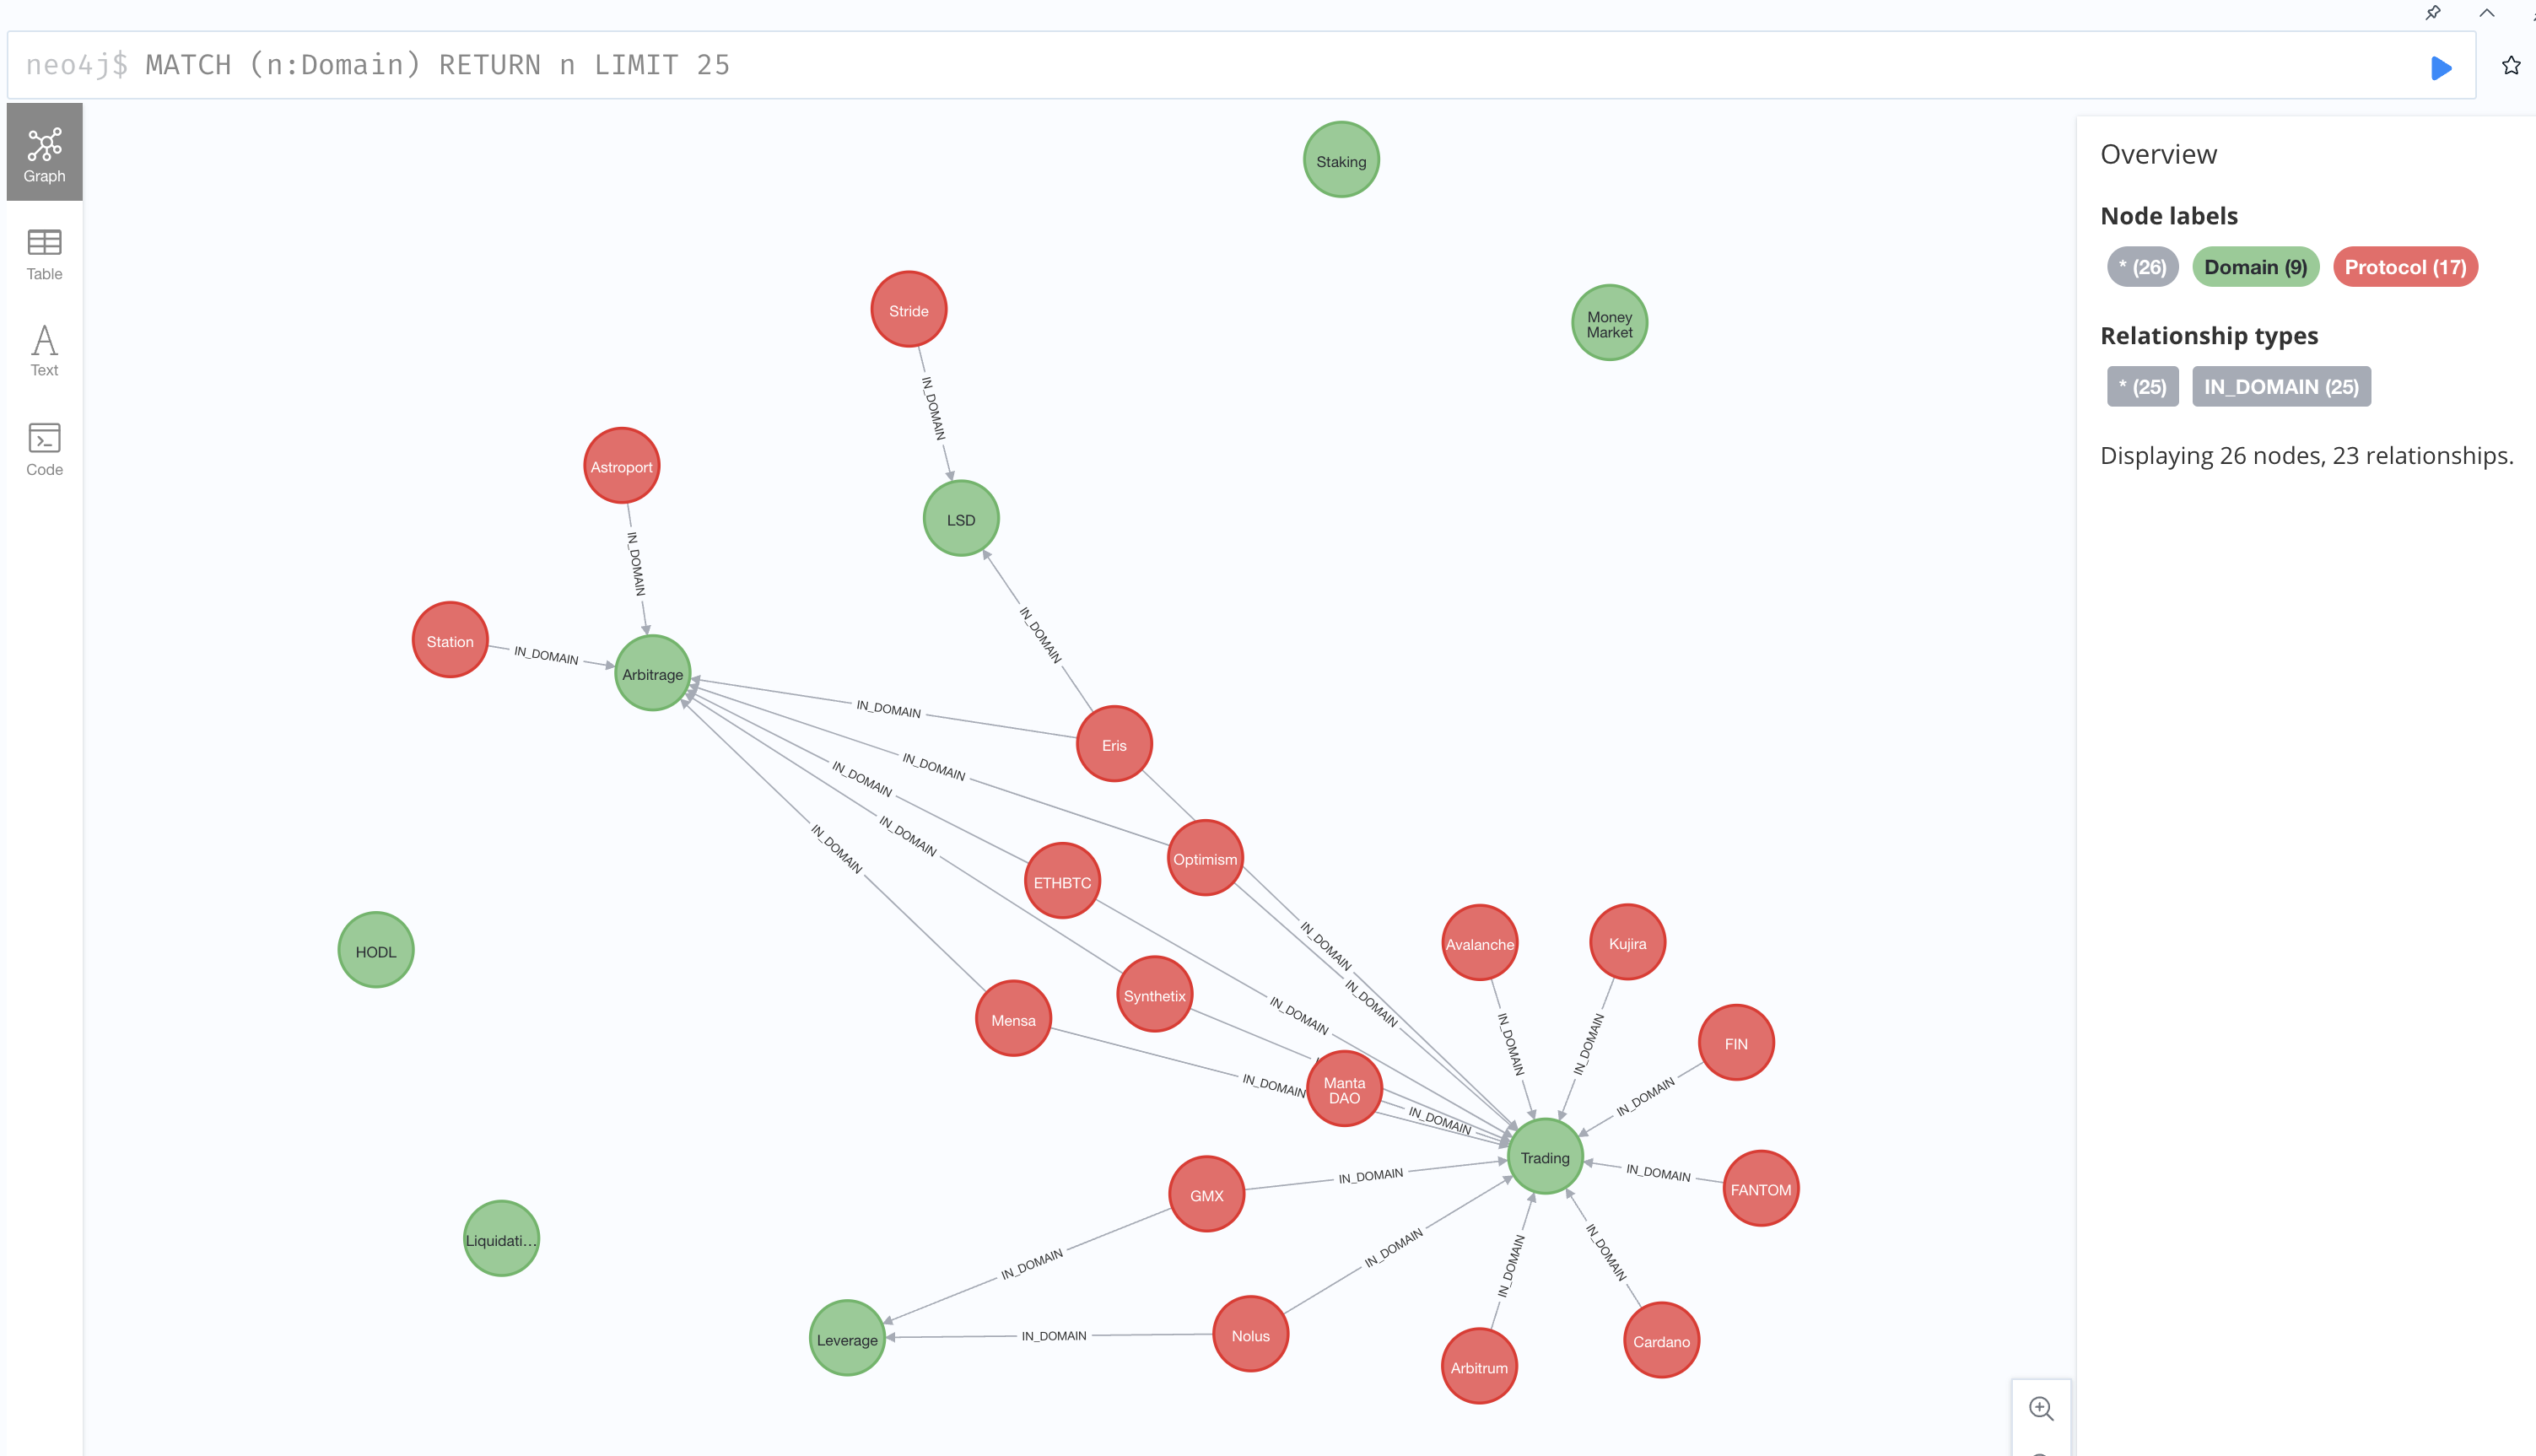 neo4j$ MATCH (n:Domain) RETURN n LIMIT 25
Graph
Table
Text
Code
Overview
Node labels
* (26) Domain (9) Protocol (17)
Relationship types
* (25) IN_DOMAIN (25)
Displaying 26 nodes, 23 relationships.
Staking
Stride
Money
Market
IN_DOMAIN
Astroport
LSD
IN_DOMAIN
IN_DOMAIN
Station
IN_DOMAIN
Arbitrage
IN_DOMAIN
Eris
IN_DOMAIN
IN_DOMAIN
IN_DOMAIN
IN_DOMAIN
Optimism
ETHBTC
HODL
IN_DOMAIN
Avalanche
Kujira
Synthetix
IN_DOMAIN
IN_DOMAIN
Mensa
IN_DOMAIN
IN_DOMAIN
FIN
IN_DOMAIN
Manta
DAO
IN_DOMAIN
IN_DOMAIN
Trading
GMX
IN_DOMAIN
IN_DOMAIN
FANTOM
Liquidati...
IN_DOMAIN
IN_DOMAIN
IN_DOMAIN
IN_DOMAIN
Leverage
IN_DOMAIN
Nolus
Arbitrum
Cardano